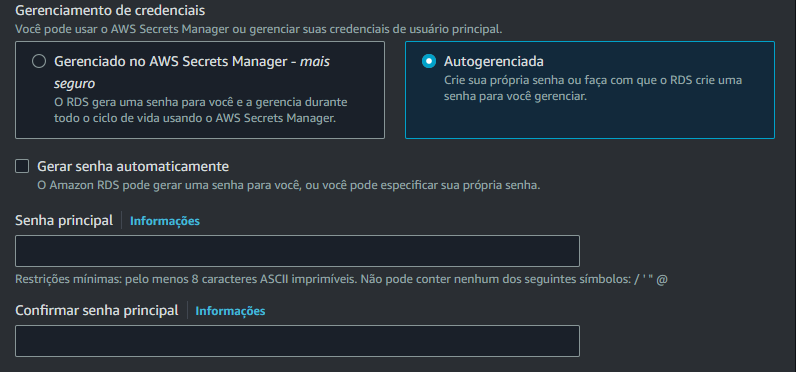 Gerenciamento de credenciais
Você pode usar o AWS Secrets Manager ou gerenciar suas credenciais de usuário principal.
Gerenciado no AWS Secrets Manager - mais
seguro
O RDS gera uma senha para você e a gerencia durante
todo o ciclo de vida usando o AWS Secrets Manager.
Autogerenciada
Crie sua própria senha ou faça com que o RDS crie uma
senha para você gerenciar.
Gerar senha automaticamente
O Amazon RDS pode gerar uma senha para você, ou você pode especificar sua própria senha.
Senha principal Informações
Restrições mínimas: pelo menos 8 caracteres ASCII imprimíveis. Não pode conter nenhum dos seguintes símbolos: / ' " @
Confirmar senha principal Informações